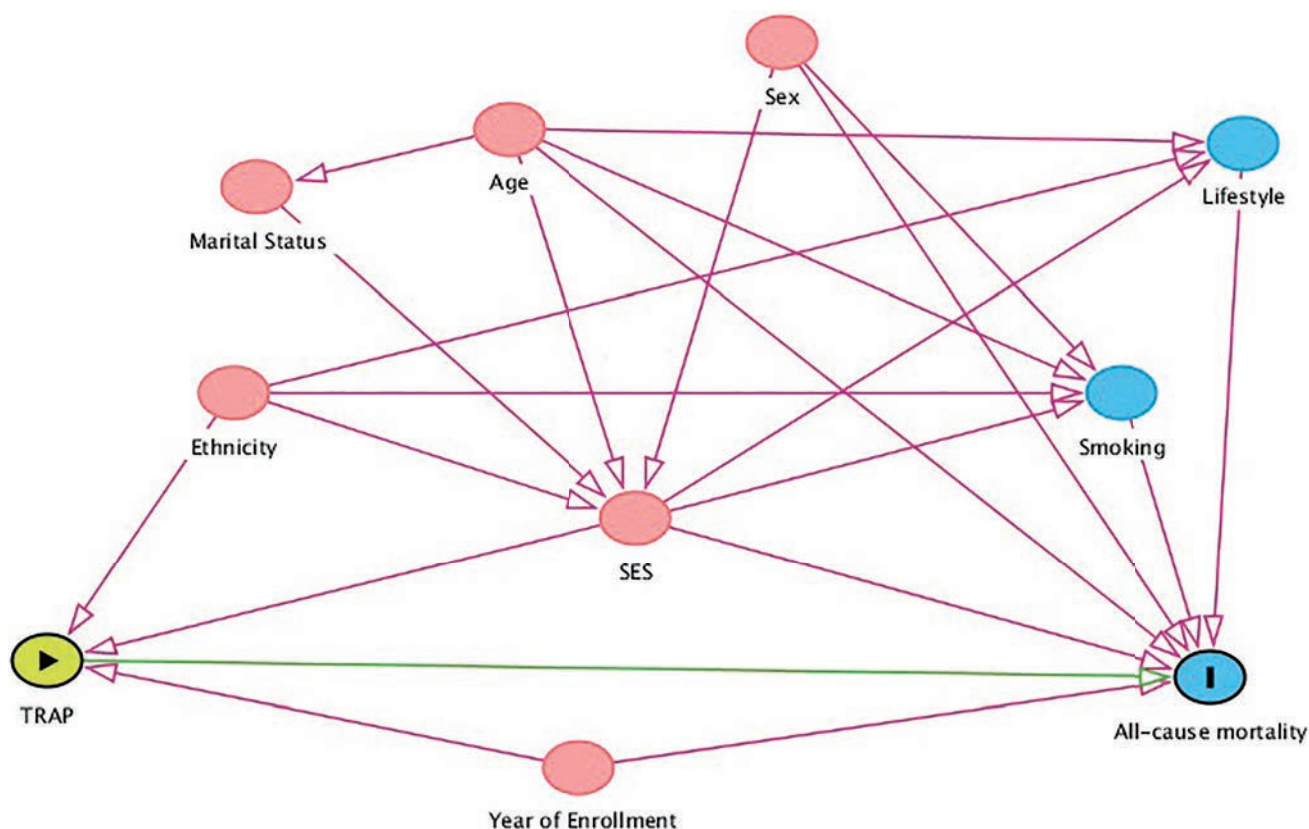 Sex
Age
Lifestyle
Marital Status
Ethnicity
Smoking
SES
TRAP
All-cause mortality
Year of Enrollment